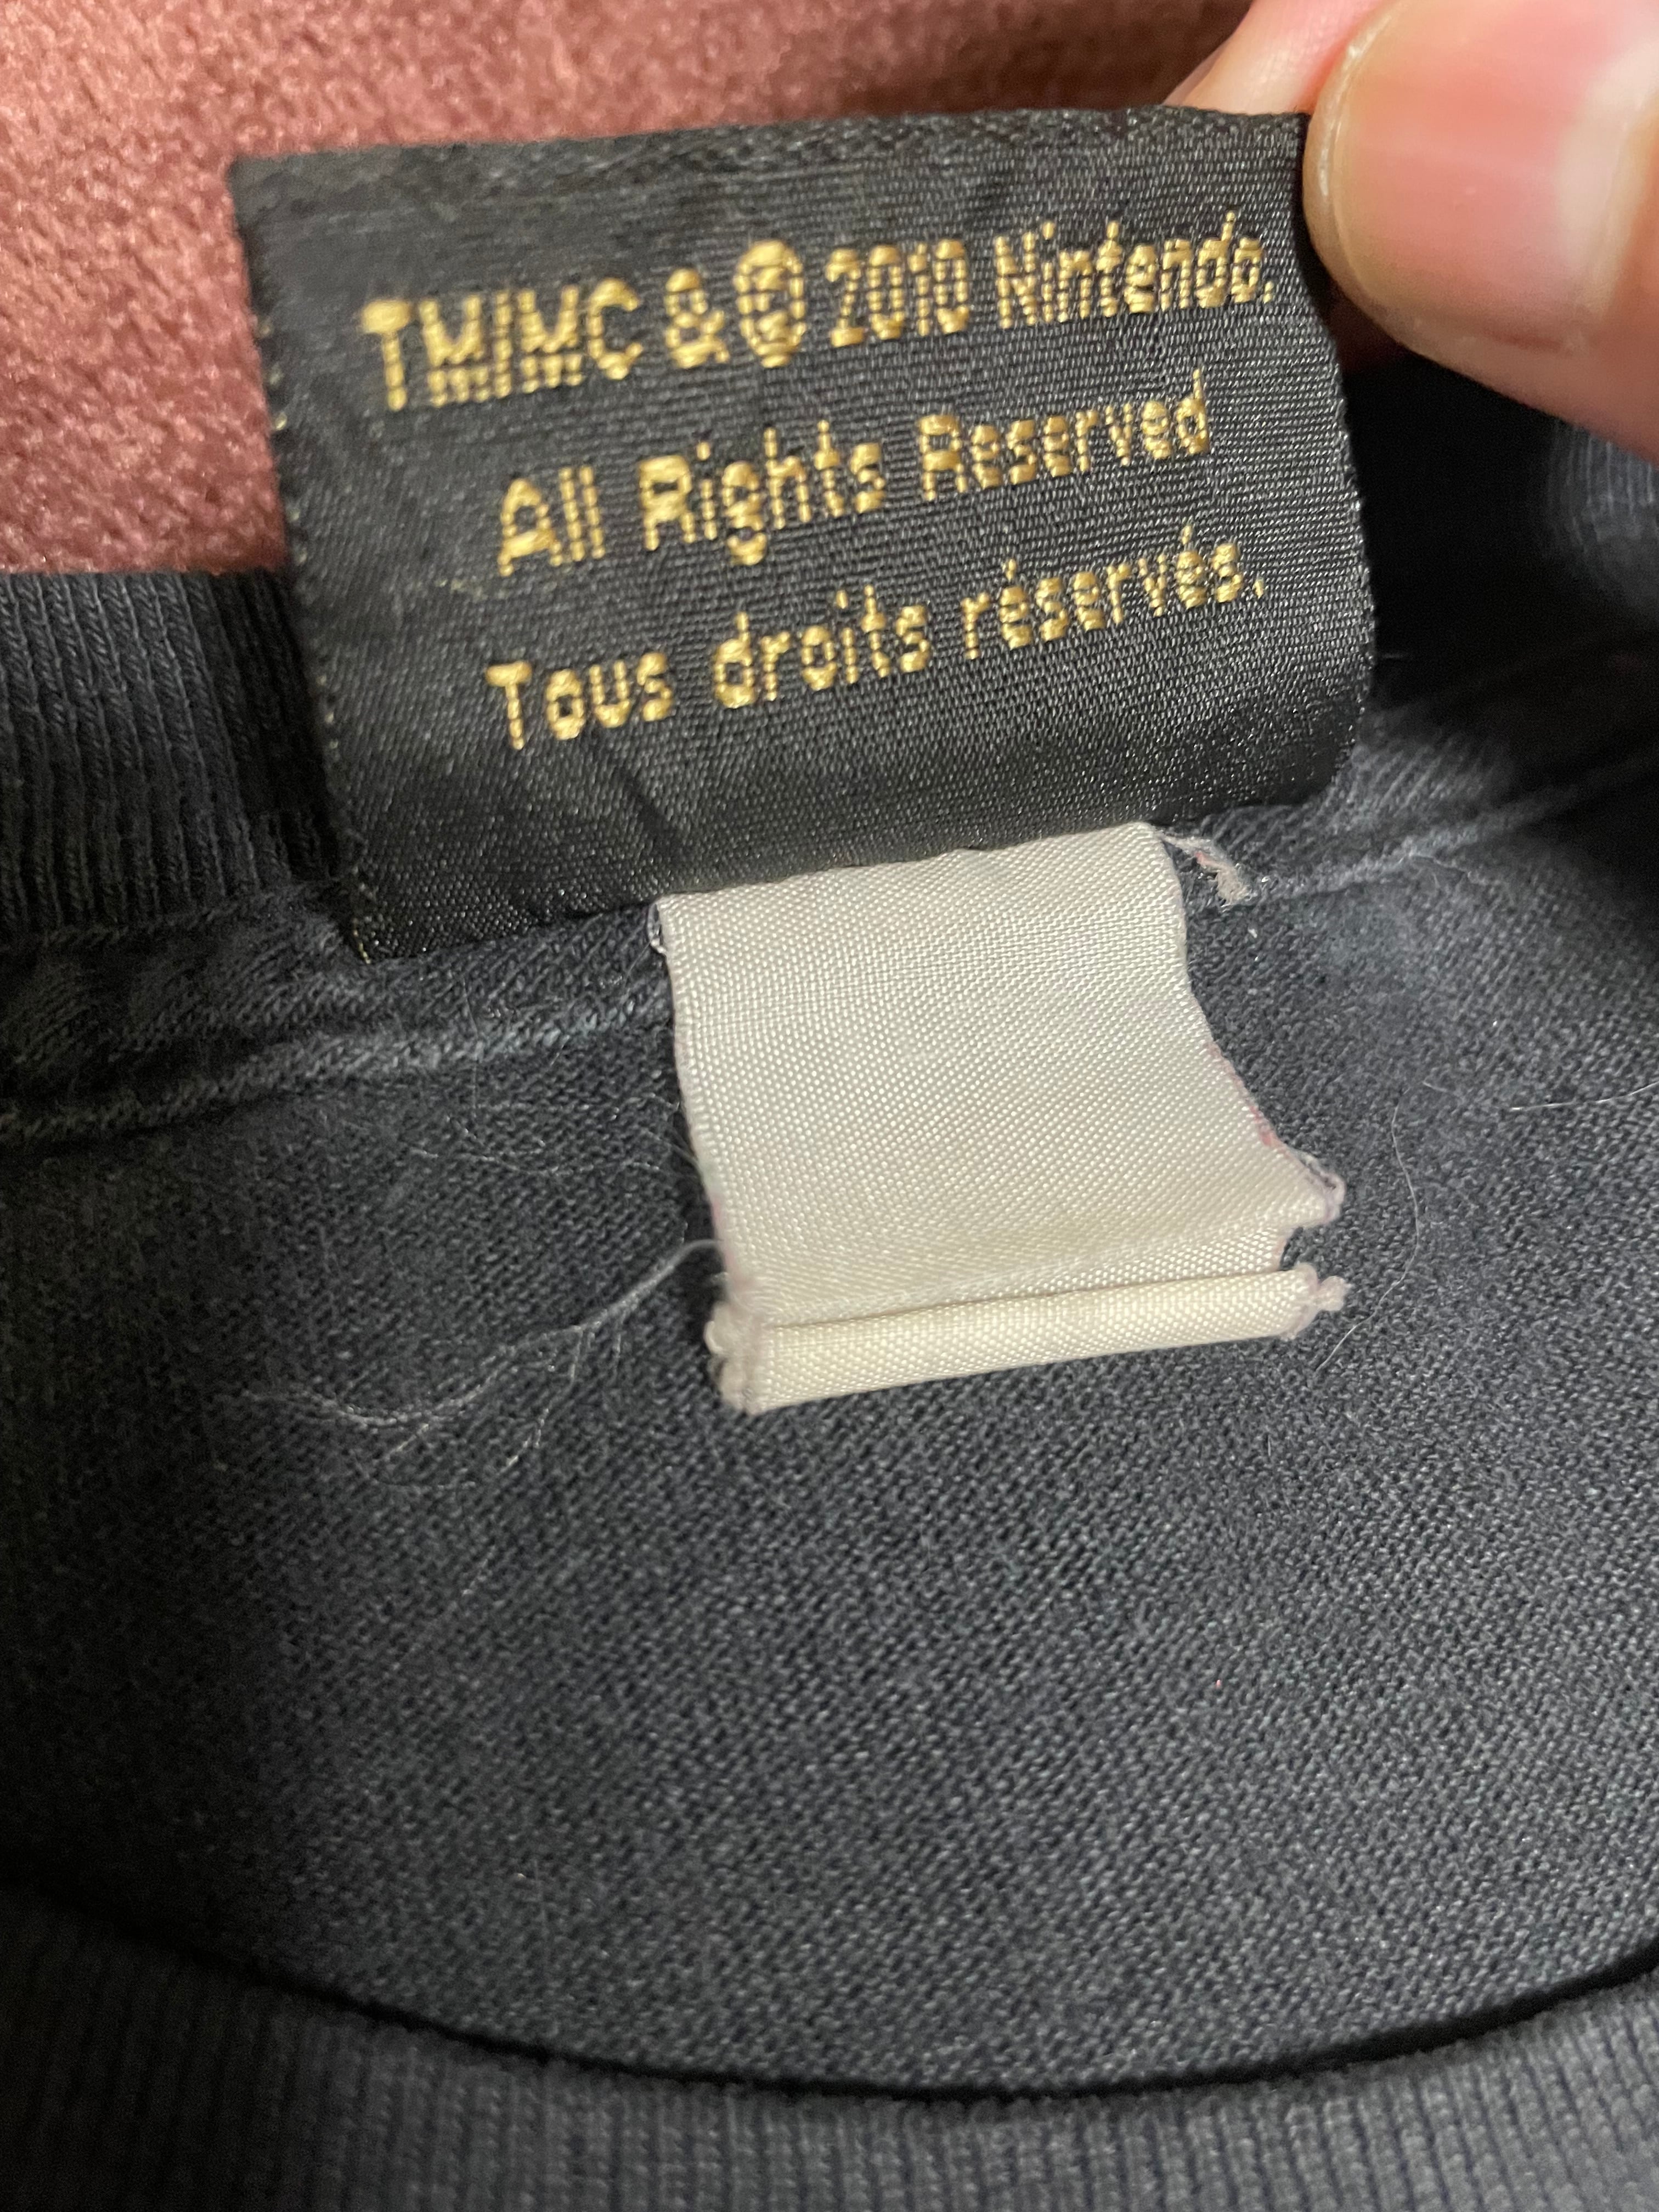 TM/MC & © 2010 Nintendo.
All Rights Reserved
Tous droits réservés.